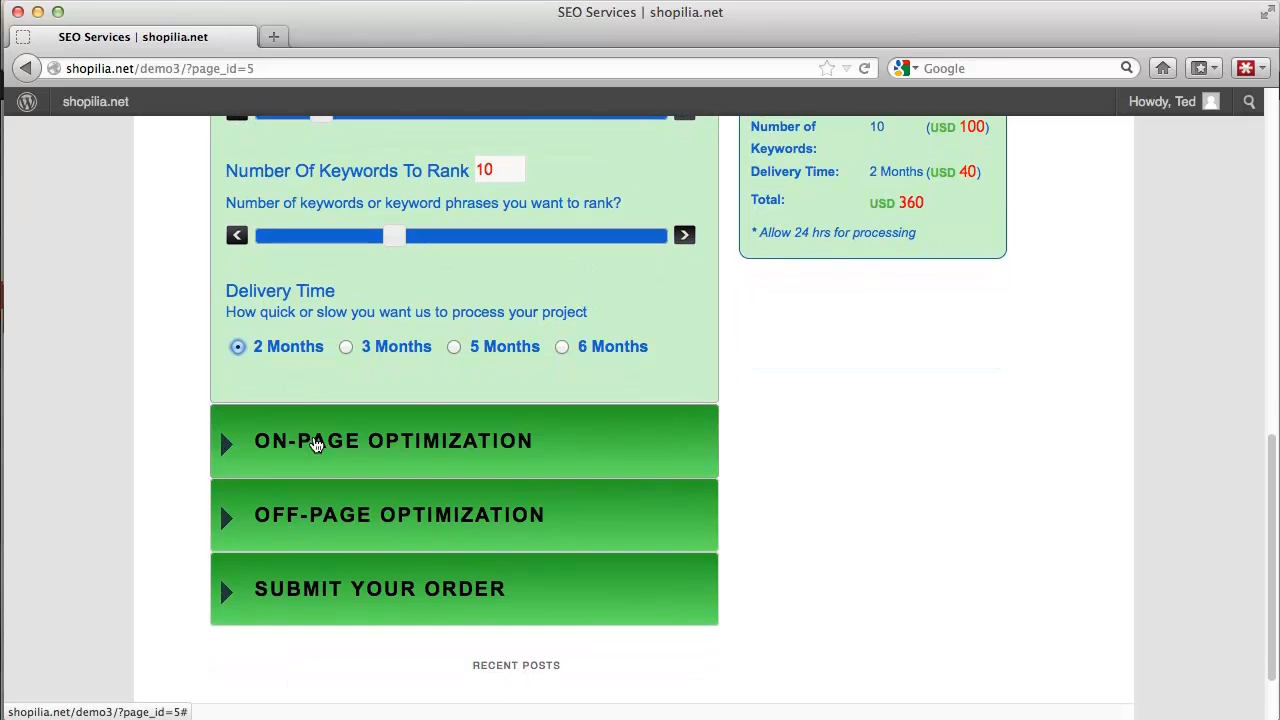 SEO Services | shopilia.net
SEO Services | shopilia.net
shopilia.net/demo3/?page_id=5
Google
shopilia.net
Howdy, Ted
Number Of Keywords To Rank 10
Number of keywords or keyword phrases you want to rank?
Delivery Time
How quick or slow you want us to process your project
2 Months 3 Months 5 Months 6 Months
ON-PAGE OPTIMIZATION
OFF-PAGE OPTIMIZATION
SUBMIT YOUR ORDER
RECENT POSTS
Number of Keywords: 10 (USD 100)
Delivery Time: 2 Months (USD 40)
Total: USD 360
* Allow 24 hrs for processing
shopilia.net/demo3/?page_id=5#